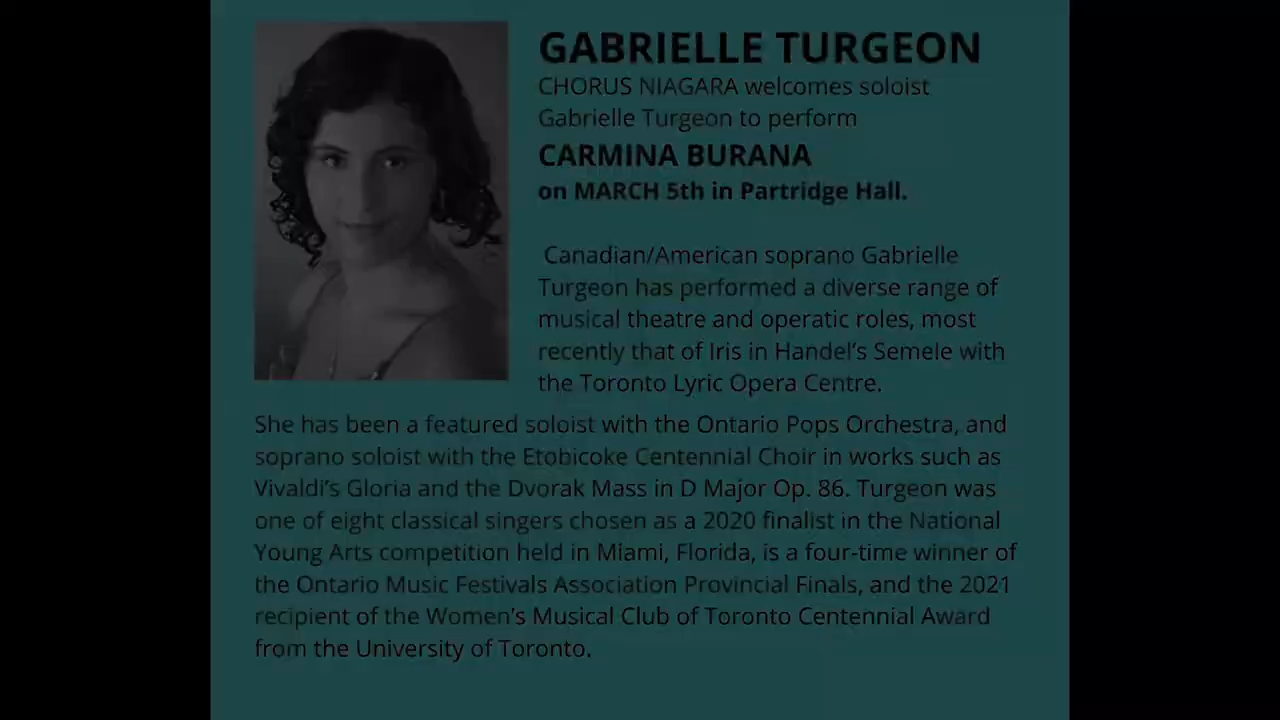 GABRIELLE TURGEON
CHORUS NIAGARA welcomes soloist
Gabrielle Turgeon to perform
CARMINA BURANA
on MARCH 5th in Partridge Hall.
Canadian/American soprano Gabrielle
Turgeon has performed a diverse range of
musical theatre and operatic roles, most
recently that of Iris in Handel's Semele with
the Toronto Lyric Opera Centre.
She has been a featured soloist with the Ontario Pops Orchestra, and
soprano soloist with the Etobicoke Centennial Choir in works such as
Vivaldi's Gloria and the Dvorak Mass in D Major Op. 86. Turgeon was
one of eight classical singers chosen as a 2020 finalist in the National
Young Arts competition held in Miami, Florida, is a four-time winner of
the Ontario Music Festivals Association Provincial Finals, and the 2021
recipient of the Women's Musical Club of Toronto Centennial Award
from the University of Toronto.